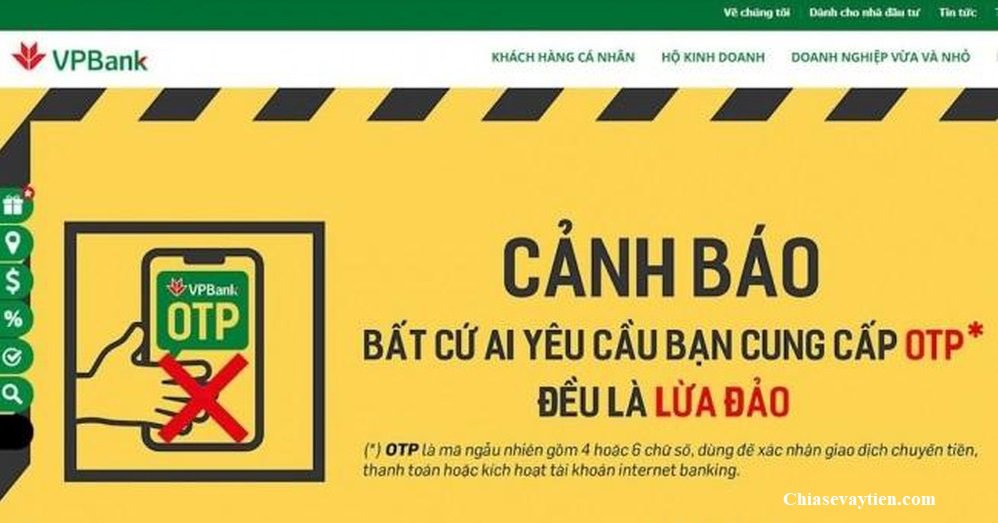 Về chúng tôi Dành cho nhà đầu tư Tin tức
VPBank
KHÁCH HÀNG CÁ NHÂN HỘ KINH DOANH DOANH NGHIỆP VỪA VÀ NHỎ
VPBank
OTP
CẢNH BÁO
BẤT CỨ AI YÊU CẦU BẠN CUNG CẤP OTP*
ĐỀU LÀ LỪA ĐẢO
(*) OTP là mã ngẫu nhiên gồm 4 hoặc 6 chữ số, dùng để xác nhận giao dịch chuyển tiền,
thanh toán hoặc kích hoạt tài khoản internet banking.
Chiasevaytien.com